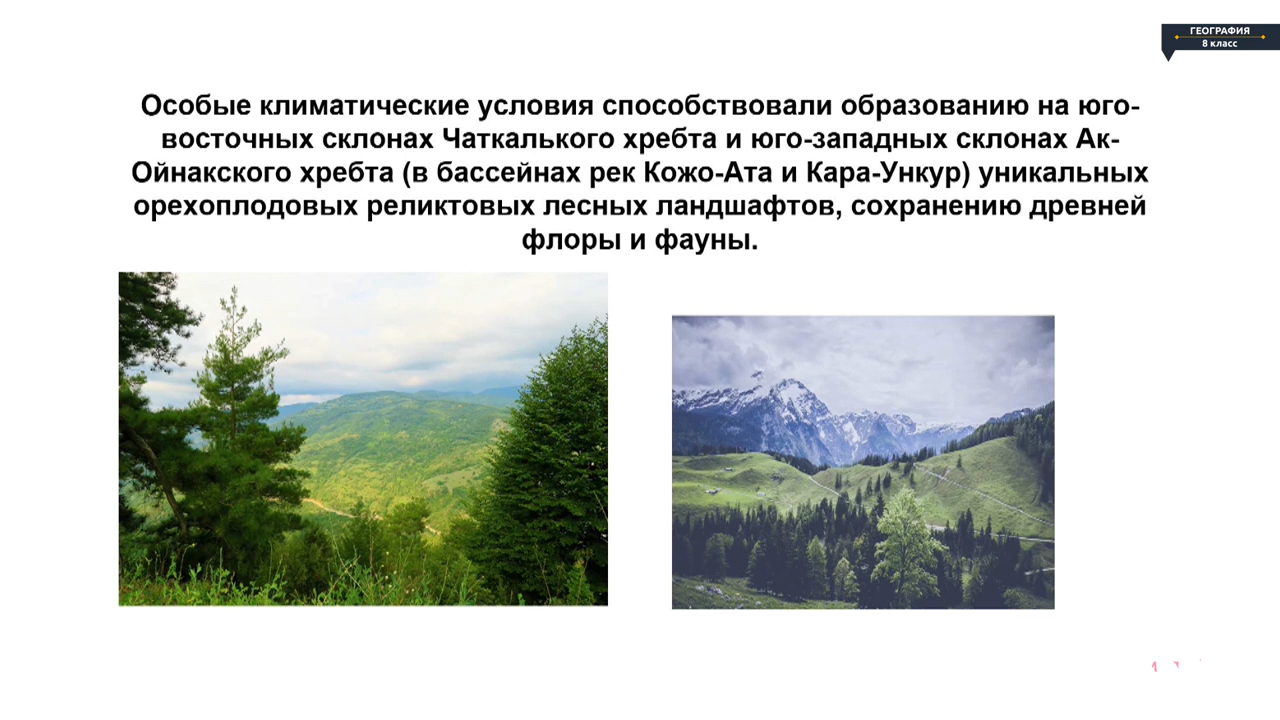 ГЕОГРАФИЯ
8 класс
Особые климатические условия способствовали образованию на юго-
восточных склонах Чаткалького хребта и юго-западных склонах Ак-
Ойнакского хребта (в бассейнах рек Кожо-Ата и Кара-Ункур) уникальных
орехоплодовых реликтовых лесных ландшафтов, сохранению древней
флоры и фауны.